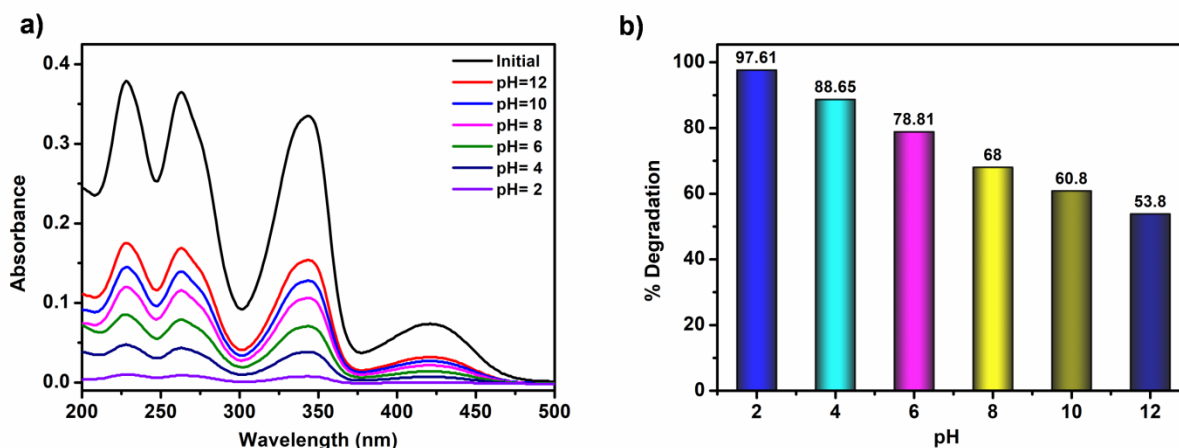 a)
0.4
0.3
0.2
0.1
0.0
Absorbance
Initial
pH=12
pH=10
pH= 8
pH= 6
pH= 4
pH= 2
200 250 300 350 400 450 500
Wavelength (nm)
b)
100
80
60
40
20
0
% Degradation
97.61
88.65
78.81
68
60.8
53.8
2 4 6 8 10 12
pH